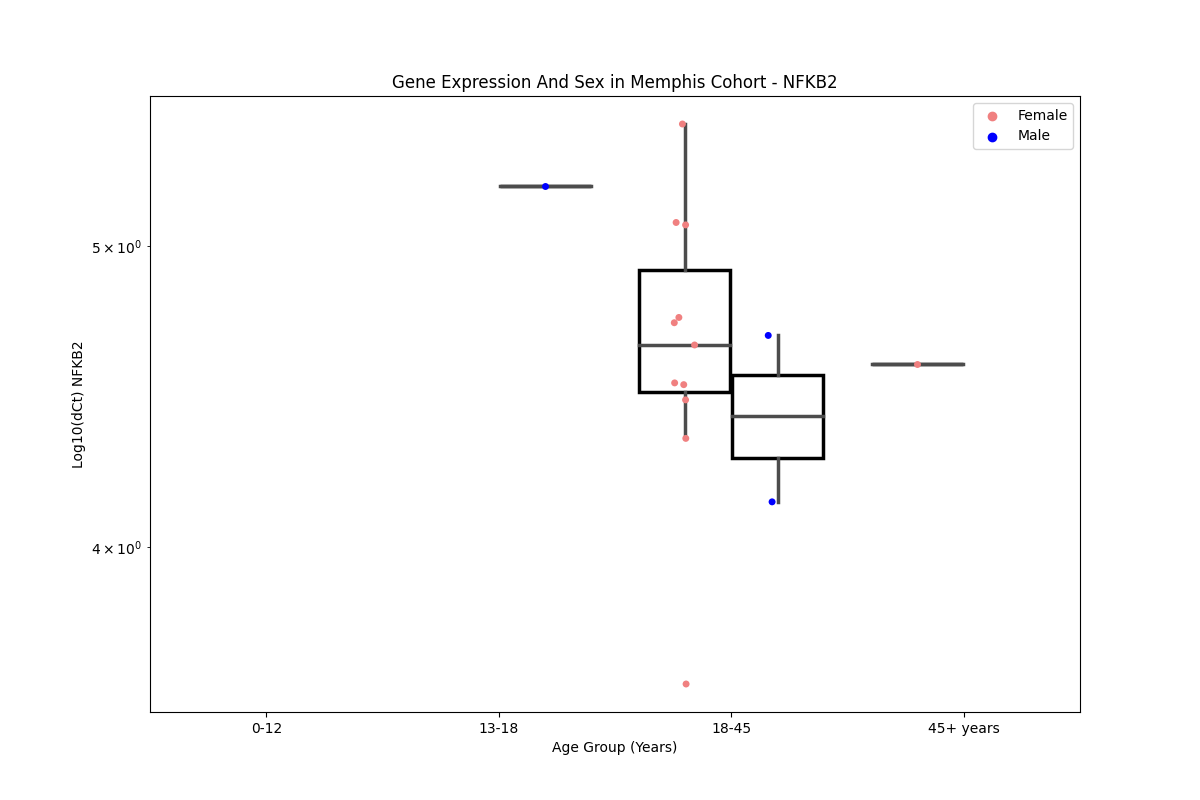 Gene Expression And Sex in Memphis Cohort - NFKB2
Female
Male
5 × 10⁰
4 × 10⁰
Log10(dCt) NFKB2
0-12
13-18
18-45
45+ years
Age Group (Years)